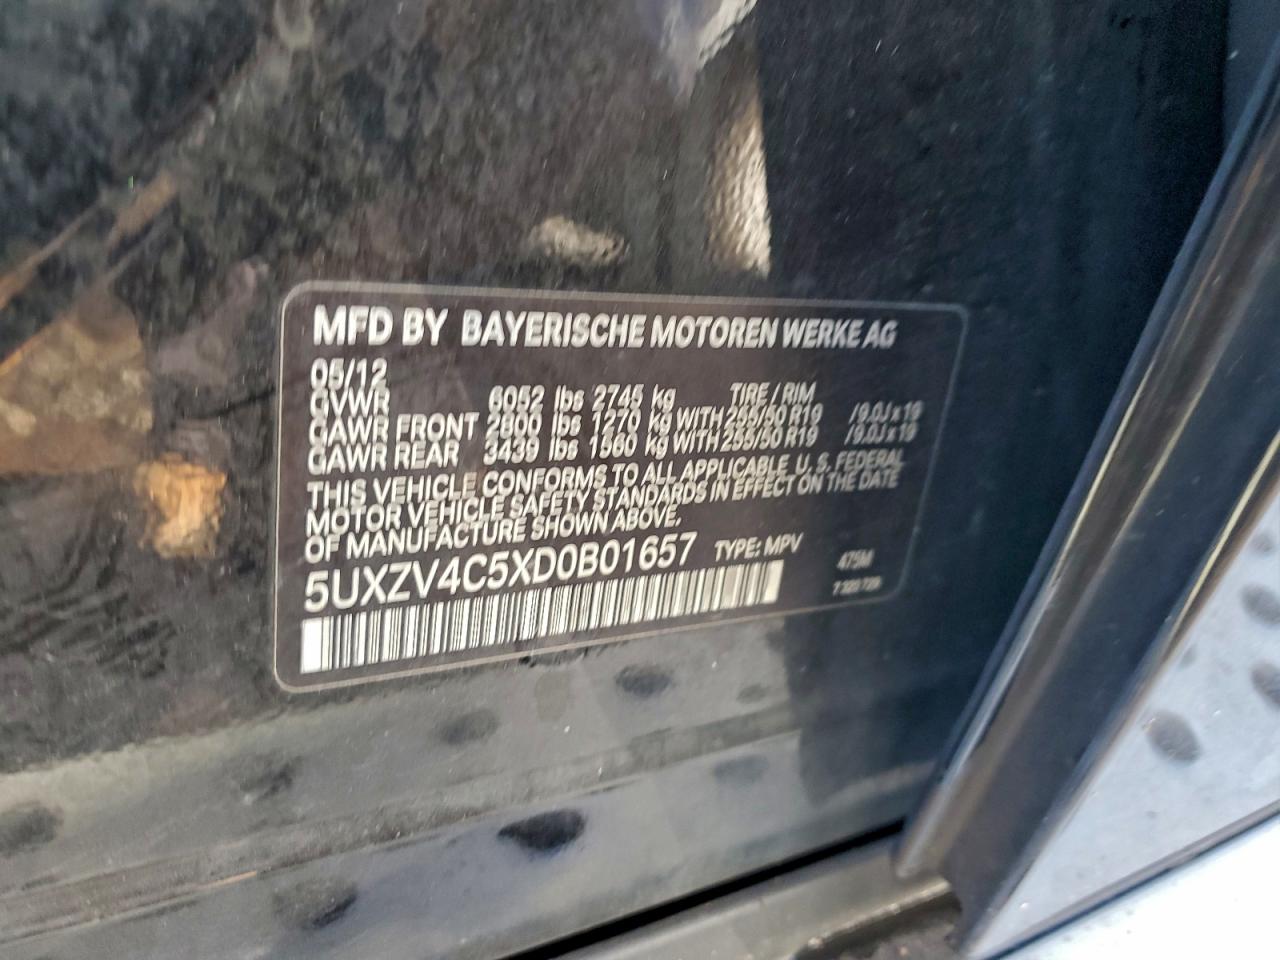 MFD BY BAYERISCHE MOTOREN WERKE AG
05/12
GVWR 6052 lbs 2745 kg TIRE / RIM
GAWR FRONT 2800 lbs 1270 kg WITH 255/50 R19 /9.0J x 19
GAWR REAR 3439 lbs 1560 kg WITH 255/50 R19 /9.0J x 19
THIS VEHICLE CONFORMS TO ALL APPLICABLE U. S. FEDERAL
MOTOR VEHICLE SAFETY STANDARDS IN EFFECT ON THE DATE
OF MANUFACTURE SHOWN ABOVE.
5UXZV4C5XD0B01657 TYPE: MPV 475M